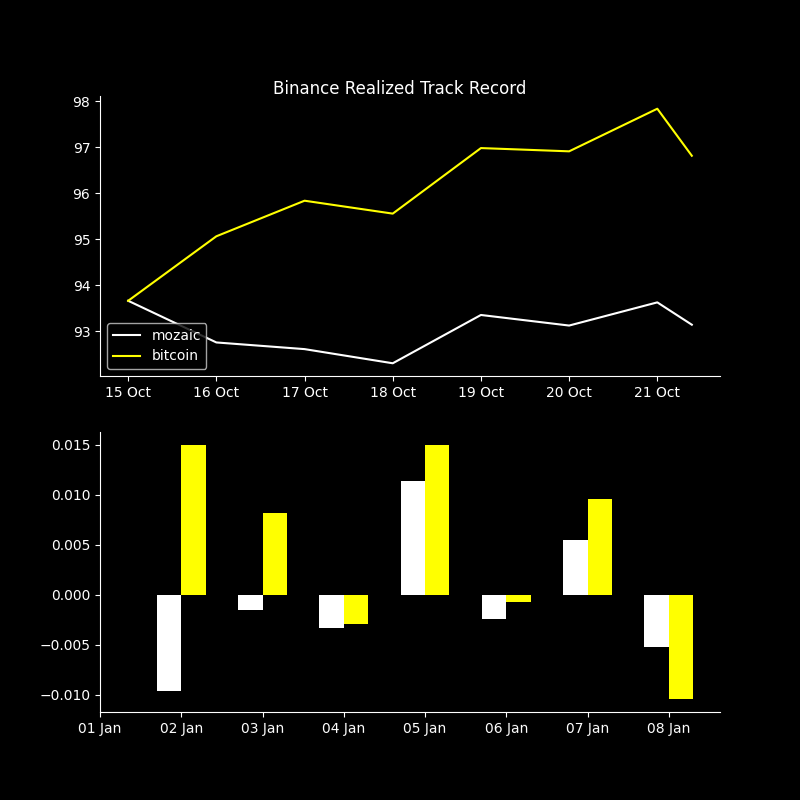 Binance Realized Track Record
98
97
96
95
94
93
mozaic
bitcoin
15 Oct 16 Oct 17 Oct 18 Oct 19 Oct 20 Oct 21 Oct
0.015
0.010
0.005
0.000
−0.005
−0.010
01 Jan 02 Jan 03 Jan 04 Jan 05 Jan 06 Jan 07 Jan 08 Jan